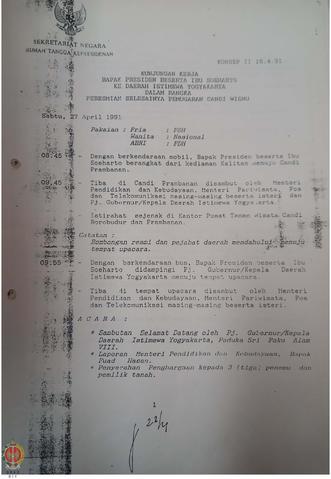 SEKRETARIAT NEGARA
RUMAH TANGGA KEPRESIDENAN
KONSEP II 16.4.91
KUNJUNGAN KERJA
BAPAK PRESIDEN BESERTA IBU SOEHARTO
KE DAERAH ISTIMEWA YOGYAKARTA
DALAM RANGKA
PERESMIAN SELESAINYA PEMUGARAN CANDI WISNU
Sabtu, 27 April 1991
Pakaian : Pria : PDH
Wanita : Nasional
ABRI : PDH
08:45 - Dengan berkendaraan mobil, Bapak Presiden beserta Ibu
Soeharto berangkat dari kediaman Kalitan menuju Candi
Prambanan.
09:45 - Tiba di Candi Prambanan disambut oleh Menteri
Pendidikan dan Kebudayaan, Menteri Pariwisata, Pos
dan Telekomunikasi masing-masing beserta isteri dan
Pj. Gubernur/Kepala Daerah Istimewa Yogyakarta.
Istirahat sejenak di Kantor Pusat Taman wisata Candi
Borobudur dan Prambanan.
Catatan :
Rombongan resmi dan pejabat daerah mendahului menuju
tempat upacara.
09:55 - Dengan berkendaraan bus, Bapak Presiden beserta Ibu
Soeharto didampingi Pj. Gubernur/Kepala Daerah
Istimewa Yogyakarta menuju tempat upacara.
Tiba di tempat upacara disambut oleh Menteri
Pendidikan dan Kebudayaan, Menteri Pariwisata, Pos
dan Telekomunikasi masing-masing beserta isteri.
A C A R A :
* Sambutan Selamat Datang oleh Pj. Gubernur/Kepala
Daerah Istimewa Yogyakarta, Paduka Sri Paku Alam
VIII.
* Laporan Menteri Pendidikan dan Kebudayaan, Bapak
Fuad Hasan.
* Penyerahan Penghargaan kepada 3 (tiga) penemu dan
pemilik tanah.